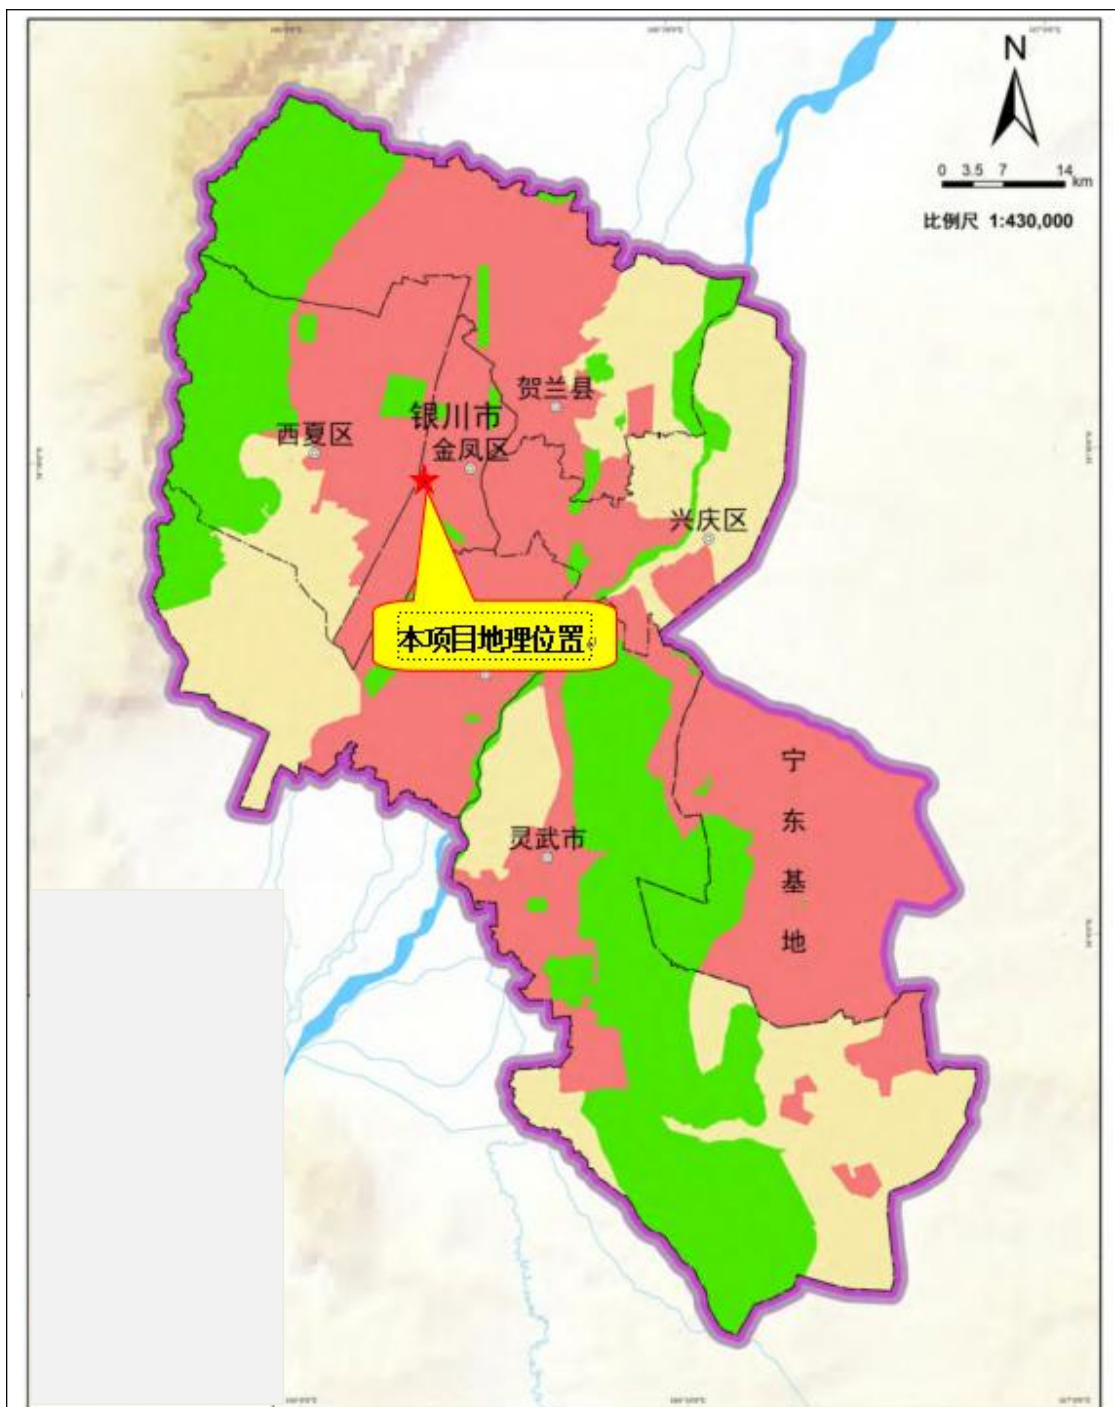 N
0 3.5 7 14
km
比例尺 1:430,000
贺兰县
银川市
西夏区
金凤区
兴庆区
本项目地理位置
宁
东
基
地
灵武市